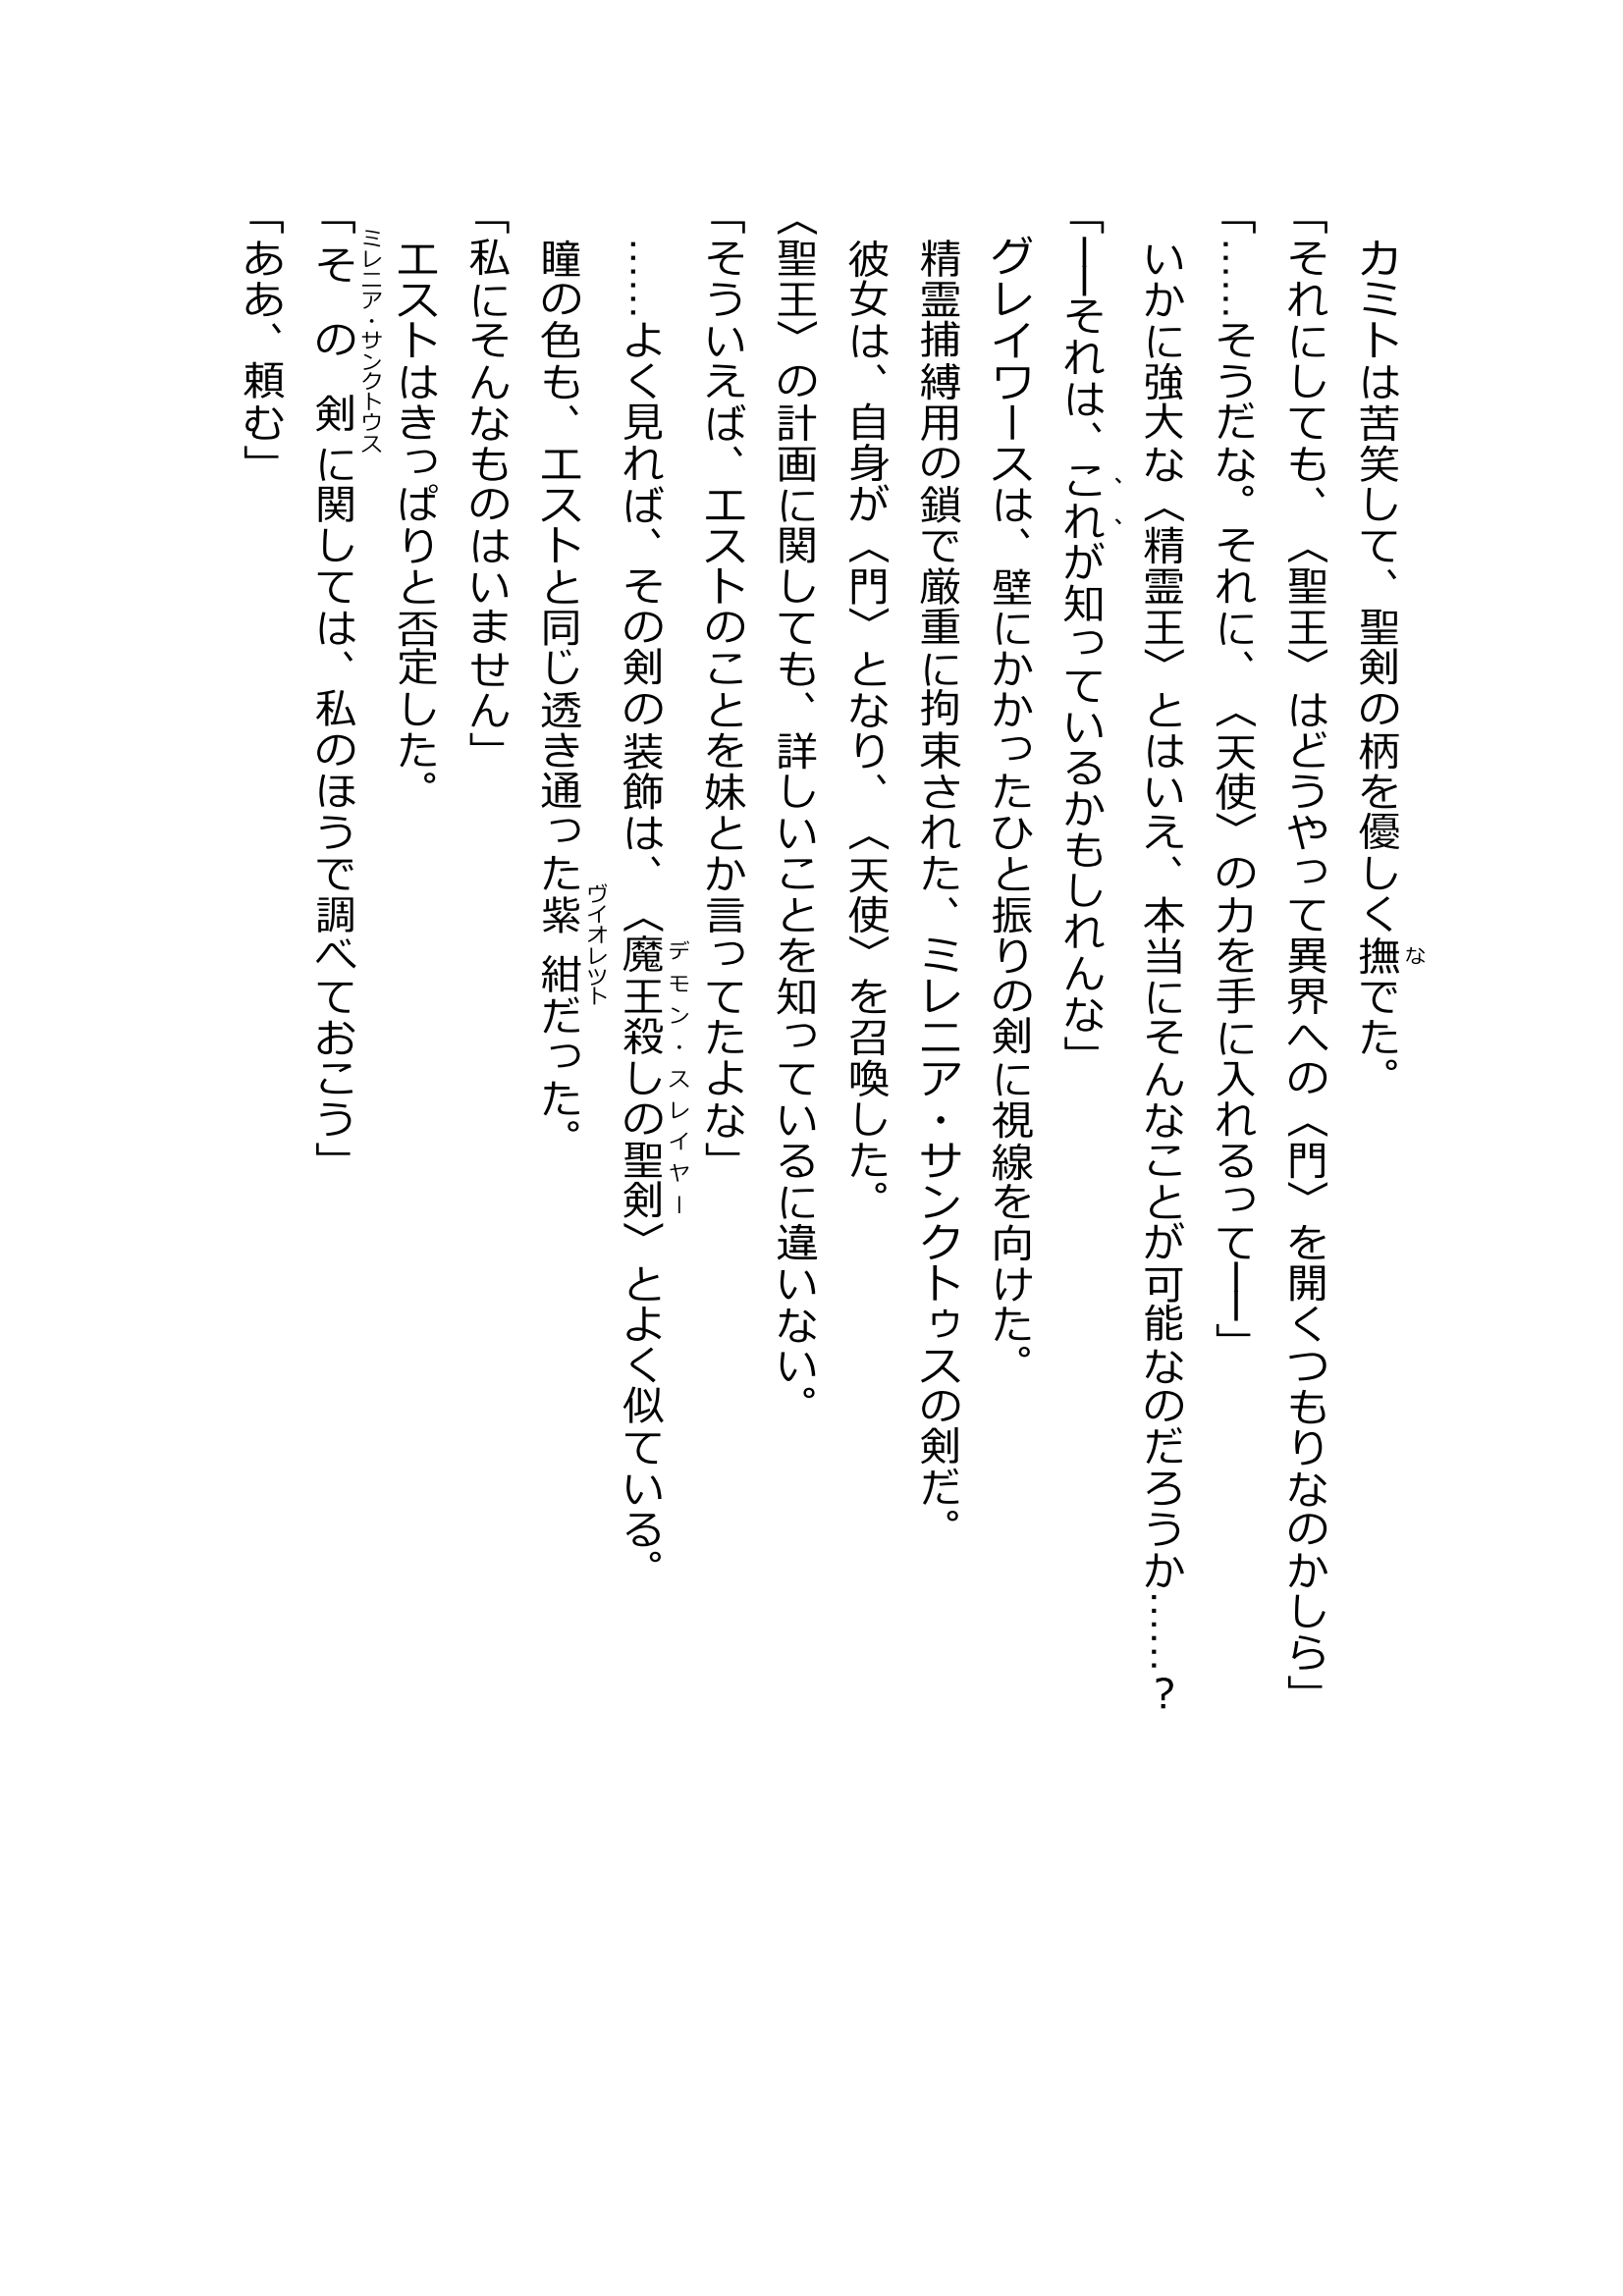 カミトは苦笑して、聖剣の柄を優しく撫でた。
「それにしても、〈聖王〉はどうやって異界への〈門〉を開くつもりなのかしら」
「……そうだな。それに、〈天使〉の力を手に入れるって──」
いかに強大な〈精霊王〉とはいえ、本当にそんなことが可能なのだろうか……？
「──それは、これが知っているかもしれんな」
グレイワースは、壁にかかったひと振りの剣に視線を向けた。
精霊捕縛用の鎖で厳重に拘束された、ミレニア・サンクトゥスの剣だ。
彼女は、自身が〈門〉となり、〈天使〉を召喚した。
〈聖王〉の計画に関しても、詳しいことを知っているに違いない。
「そういえば、エストのことを妹とか言ってたよな」
……よく見れば、その剣の装飾は、〈魔王殺しの聖剣〉とよく似ている。
瞳の色も、エストと同じ透き通った紫紺だった。
「私にそんなものはいません」
エストはきっぱりと否定した。
「その剣に関しては、私のほうで調べておこう」
「ああ、頼む」
な
デモン・スレイヤー
ヴイオレツト
ミレニア・サンクトウス